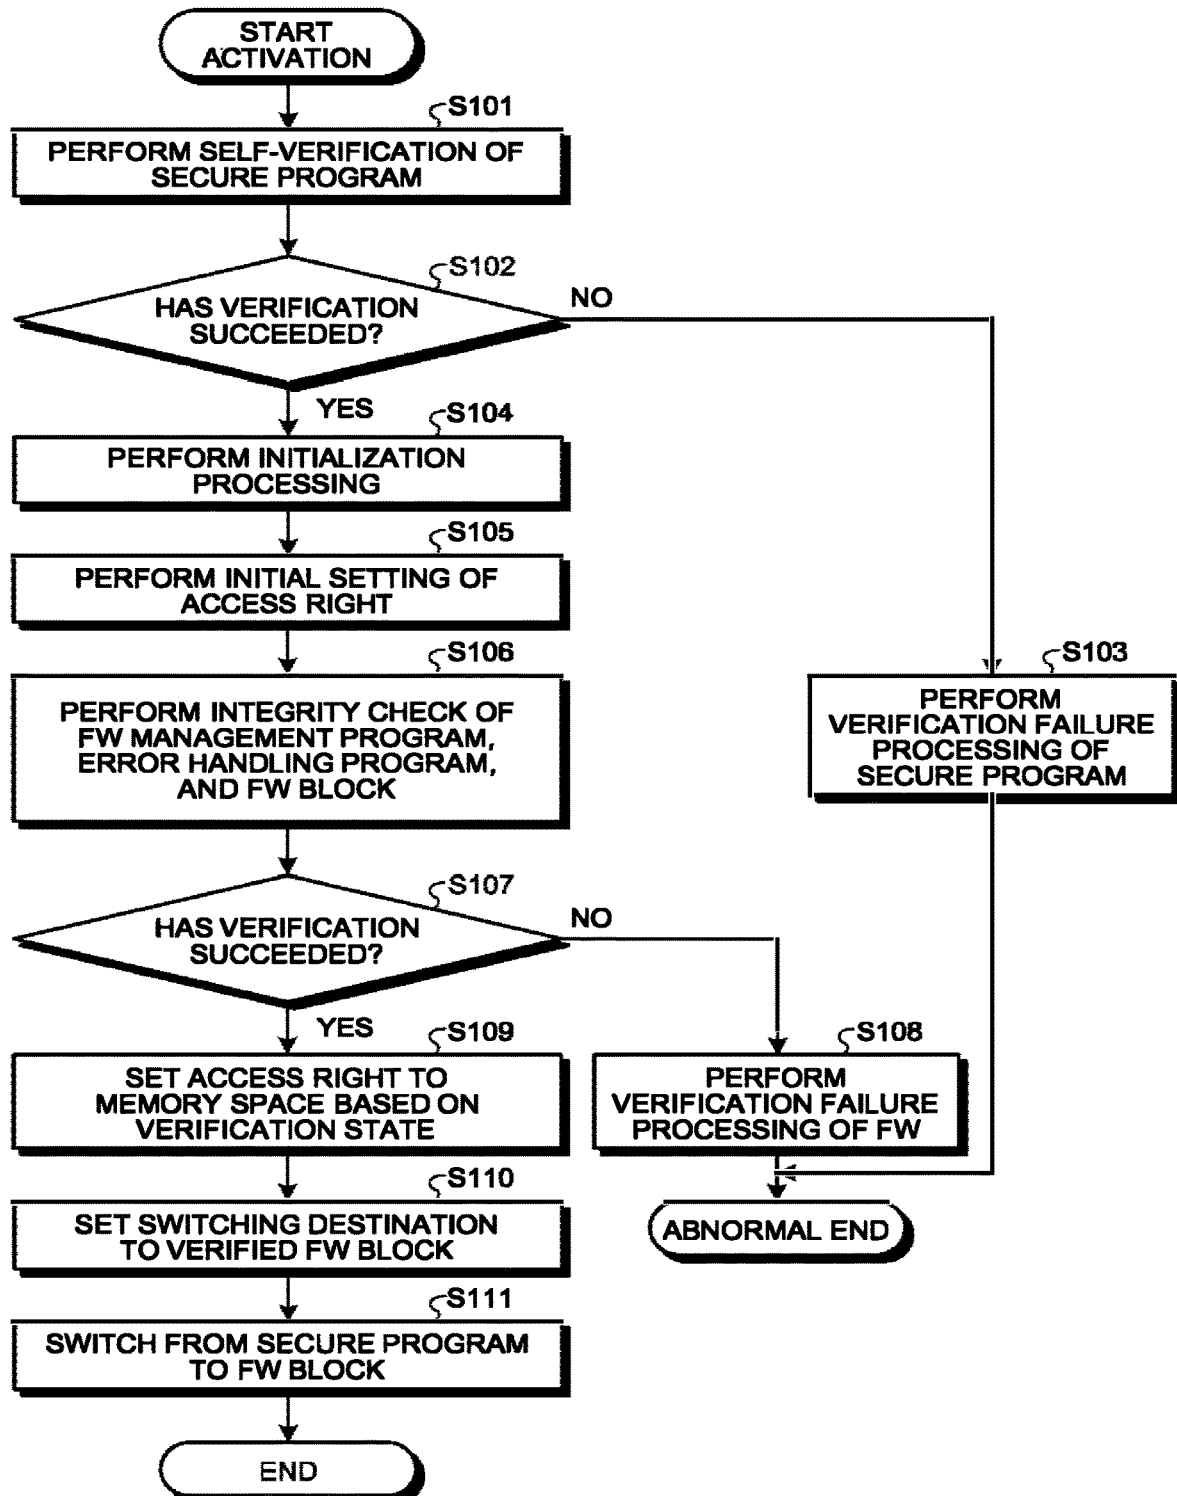 START
ACTIVATION
S101
PERFORM SELF-VERIFICATION OF
SECURE PROGRAM
S102
HAS VERIFICATION
SUCCEEDED?
NO
YES
S104
PERFORM INITIALIZATION
PROCESSING
S105
PERFORM INITIAL SETTING OF
ACCESS RIGHT
S106
PERFORM INTEGRITY CHECK OF
FW MANAGEMENT PROGRAM,
ERROR HANDLING PROGRAM,
AND FW BLOCK
S103
PERFORM
VERIFICATION FAILURE
PROCESSING OF
SECURE PROGRAM
S107
HAS VERIFICATION
SUCCEEDED?
NO
YES
S109
SET ACCESS RIGHT TO
MEMORY SPACE BASED ON
VERIFICATION STATE
S108
PERFORM
VERIFICATION FAILURE
PROCESSING OF FW
S110
SET SWITCHING DESTINATION
TO VERIFIED FW BLOCK
ABNORMAL END
S111
SWITCH FROM SECURE PROGRAM
TO FW BLOCK
END